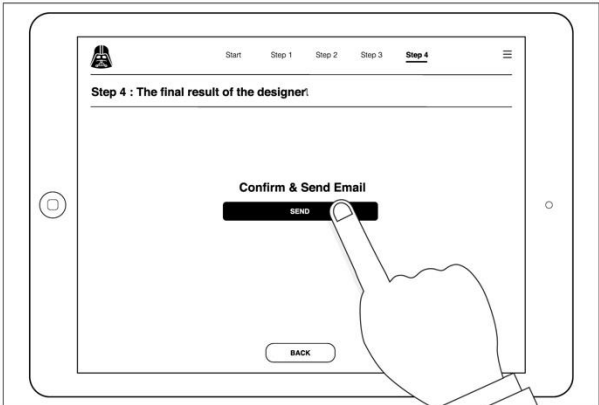 Start Step 1 Step 2 Step 3 Step 4
Step 4 : The final result of the designer
Confirm & Send Email
SEND
BACK